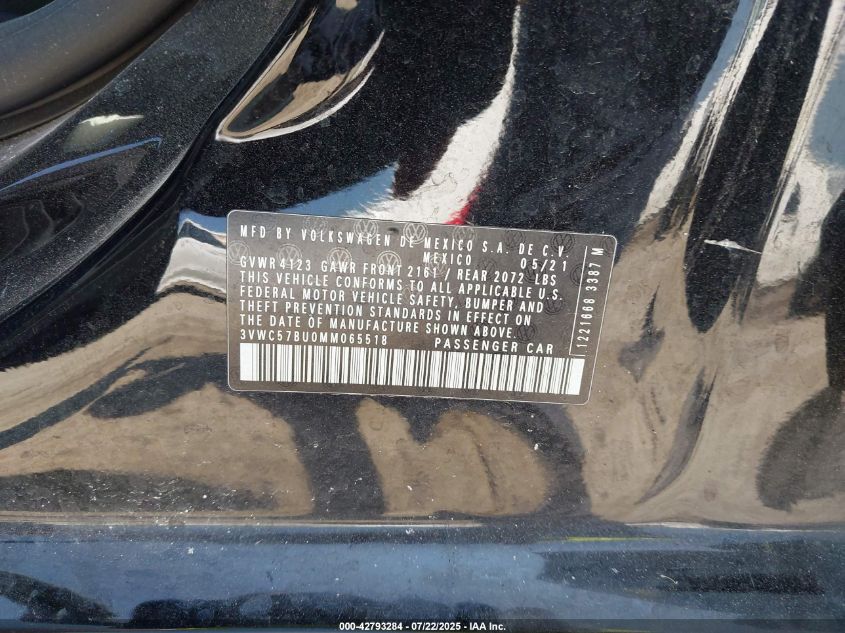 MFD BY VOLKSWAGEN DE MEXICO S.A. DE C.V.
MEXICO 05/21
GVWR 4123 GAWR FRONT 2161 / REAR 2072 LBS
THIS VEHICLE CONFORMS TO ALL APPLICABLE U.S.
FEDERAL MOTOR VEHICLE SAFETY, BUMPER AND
THEFT PREVENTION STANDARDS IN EFFECT ON
THE DATE OF MANUFACTURE SHOWN ABOVE.
3VWC57BU0MM065518 PASSENGER CAR
1221668 3387 M
000-42793284 - 07/22/2025 - IAA Inc.